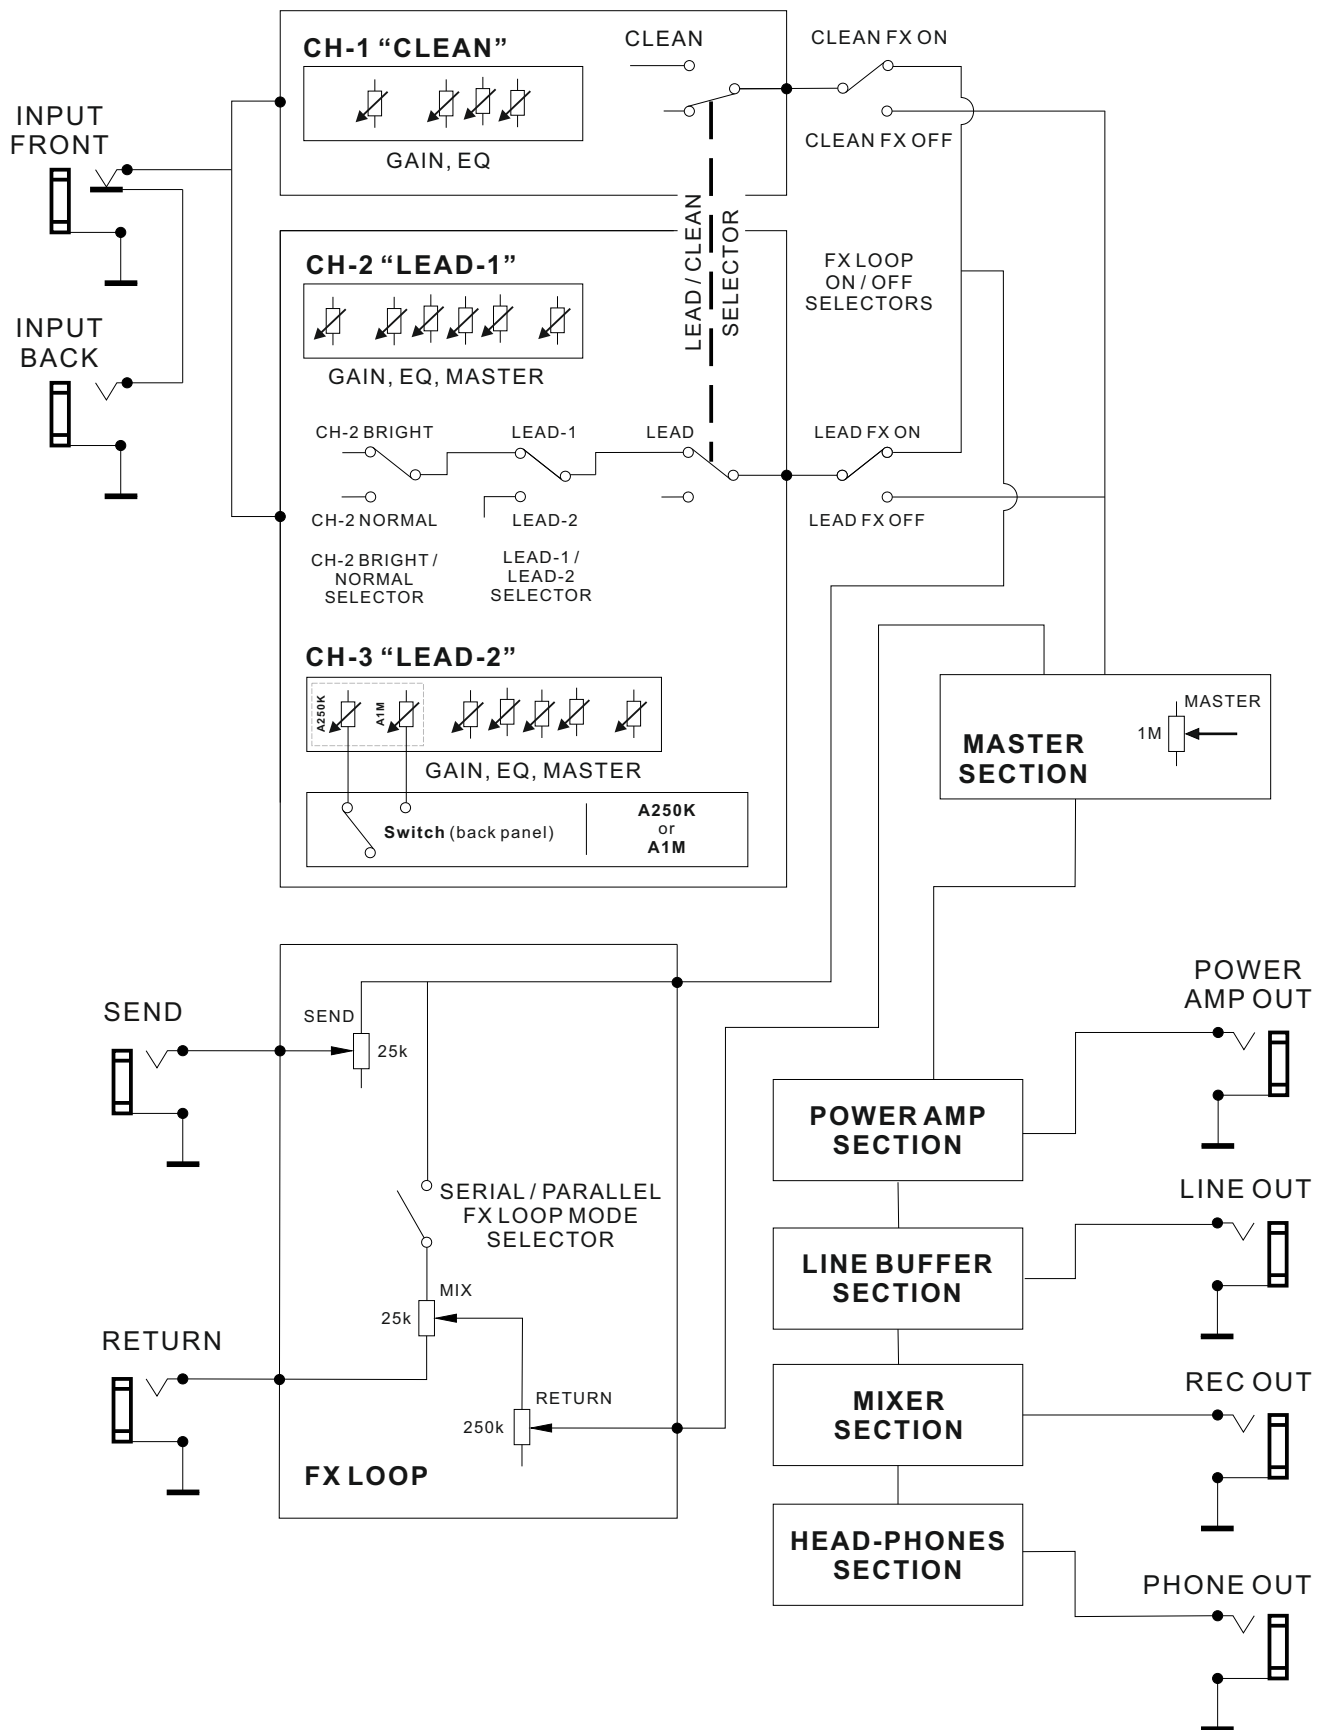 CH-1 “CLEAN”
GAIN, EQ
CLEAN
CLEAN FX ON
CLEAN FX OFF
INPUT
FRONT
INPUT
BACK
LEAD / CLEAN
SELECTOR
FX LOOP
ON / OFF
SELECTORS
CH-2 “LEAD-1”
GAIN, EQ, MASTER
CH-2 BRIGHT
LEAD-1
LEAD
LEAD FX ON
CH-2 NORMAL
LEAD-2
LEAD FX OFF
CH-2 BRIGHT /
NORMAL
SELECTOR
LEAD-1 /
LEAD-2
SELECTOR
CH-3 “LEAD-2”
A250K
A1M
GAIN, EQ, MASTER
Switch (back panel)
A250K
or
A1M
MASTER
1M
MASTER
SECTION
SEND
SEND
25k
SERIAL / PARALLEL
FX LOOP MODE
SELECTOR
MIX
25k
RETURN
RETURN
250k
FX LOOP
POWER AMP
SECTION
LINE BUFFER
SECTION
MIXER
SECTION
HEAD-PHONES
SECTION
POWER
AMP OUT
LINE OUT
REC OUT
PHONE OUT